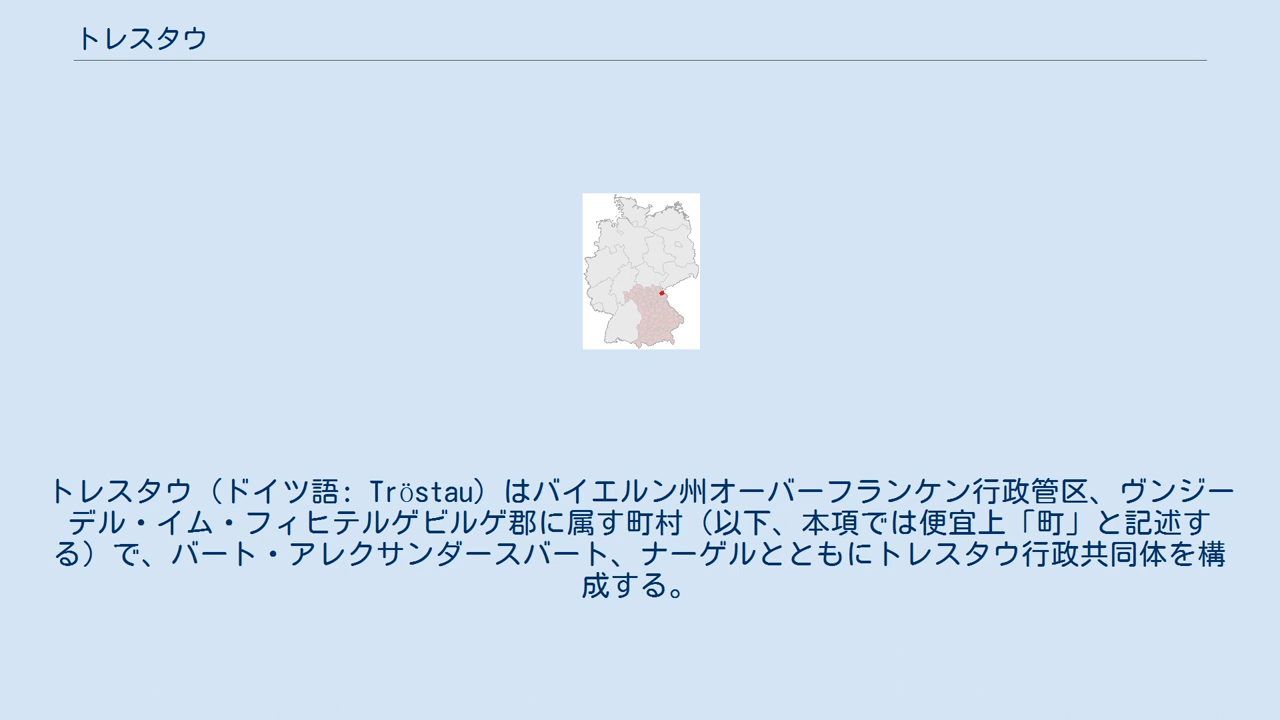 トレスタウ
トレスタウ（ドイツ語: Tröstau）はバイエルン州オーバーフランケン行政管区、ヴンジー
デル・イム・フィヒテルゲビルゲ郡に属す町村（以下、本項では便宜上「町」と記述す
る）で、バート・アレクサンダースバート、ナーゲルとともにトレスタウ行政共同体を構
成する。